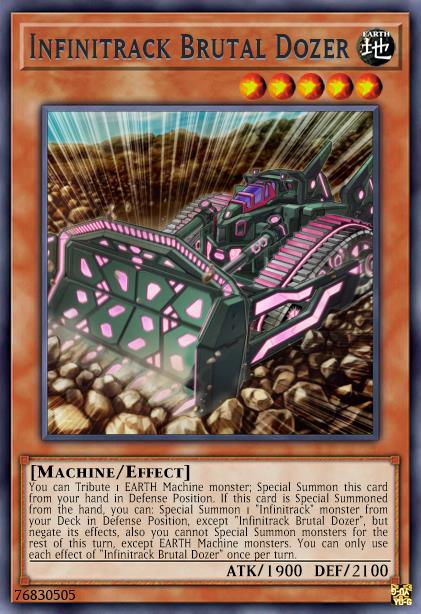 INFINITRACK BRUTAL DOZER
EARTH
地
[MACHINE/EFFECT]
You can Tribute 1 EARTH Machine monster; Special Summon this card
from your hand in Defense Position. If this card is Special Summoned
from the hand, you can: Special Summon 1 "Infinitrack" monster from
your Deck in Defense Position, except "Infinitrack Brutal Dozer", but
negate its effects, also you cannot Special Summon monsters for the
rest of this turn, except EARTH Machine monsters. You can only use
each effect of "Infinitrack Brutal Dozer" once per turn.
ATK/1900 DEF/2100
76830505